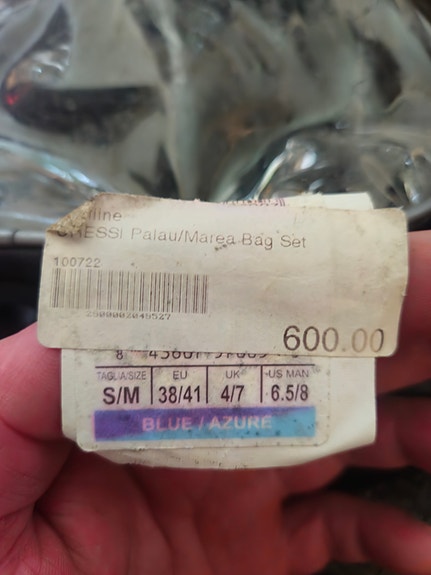 Palau/Marea Bag Set
100722
600.00
TAGLIA/SIZE EU UK US MAN
S/M 38/41 4/7 6.5/8
BLUE / AZURE